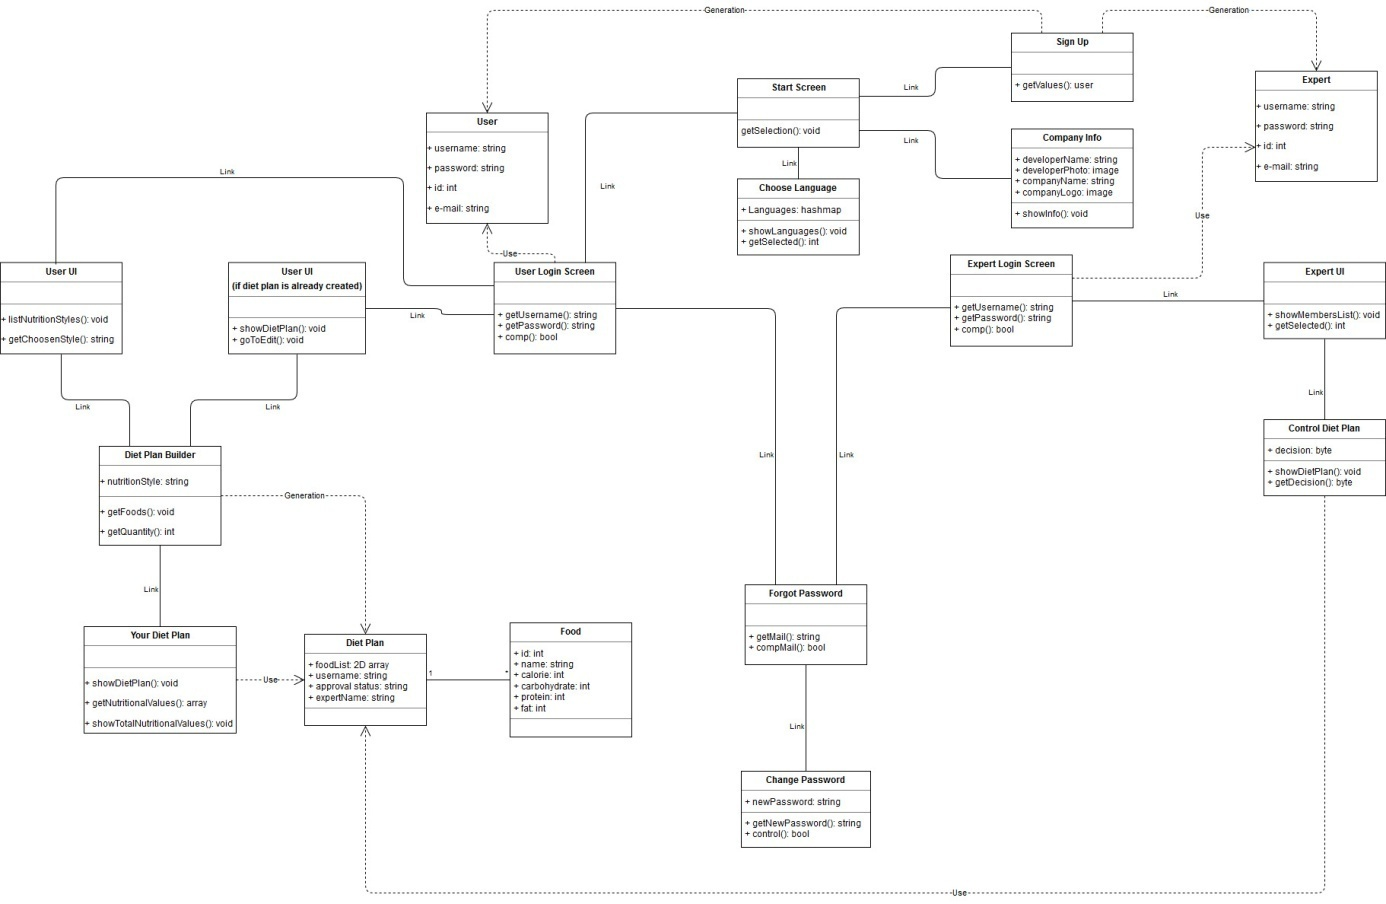 Generation
Generation
Sign Up
+ getValues(): user
Expert
+ username: string
+ password: string
+ id: int
+ e-mail: string
Start Screen
getSelection(): void
Link
Link
Company Info
+ developerName: string
+ developerPhoto: image
+ companyName: string
+ companyLogo: image
+ showInfo(): void
User
+ username: string
+ password: string
+ id: int
+ e-mail: string
Link
Link
Link
Choose Language
+ Languages: hashmap
+ showLanguages(): void
+ getSelected(): int
Use
Use
User UI
+ listNutritionStyles(): void
+ getChoosenStyle(): string
User UI
(if diet plan is already created)
+ showDietPlan(): void
+ goToEdit(): void
Link
User Login Screen
+ getUsername(): string
+ getPassword(): string
+ comp(): bool
Expert Login Screen
+ getUsername(): string
+ getPassword(): string
+ comp(): bool
Link
Expert UI
+ showMembersList(): void
+ getSelected(): int
Link
Link
Link
Control Diet Plan
+ decision: byte
+ showDietPlan(): void
+ getDecision(): byte
Diet Plan Builder
+ nutritionStyle: string
+ getFoods(): void
+ getQuantity(): int
Generation
Link
Link
Link
Your Diet Plan
+ showDietPlan(): void
+ getNutritionalValues(): array
+ showTotalNutritionalValues(): void
Use
Diet Plan
+ foodList: 2D array
+ username: string
+ approval status: string
+ expertName: string
1
*
Food
+ id: int
+ name: string
+ calorie: int
+ carbohydrate: int
+ protein: int
+ fat: int
Forgot Password
+ getMail(): string
+ compMail(): bool
Link
Change Password
+ newPassword: string
+ getNewPassword(): string
+ control(): bool
Use